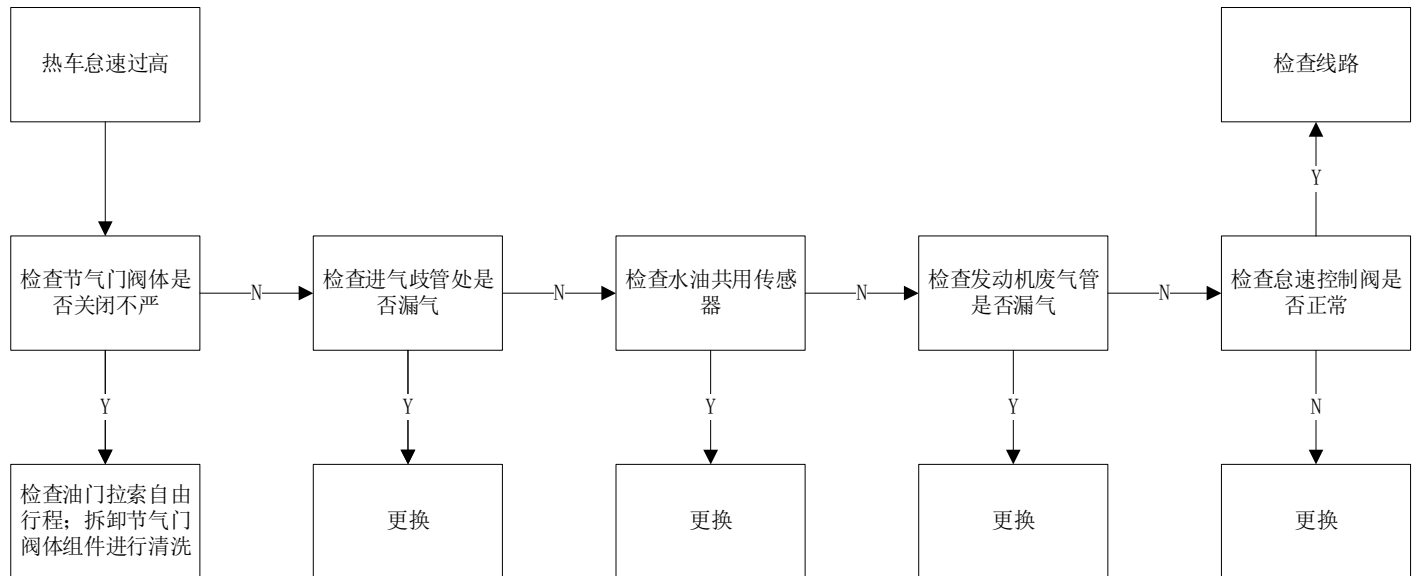 热车怠速过高
检查线路
Y
检查节气门阀体是
否关闭不严
N
检查进气歧管处是
否漏气
N
检查水油共用传感
器
N
检查发动机废气管
是否漏气
N
检查怠速控制阀是
否正常
Y
Y
Y
Y
N
检查油门拉索自由
行程；拆卸节气门
阀体组件进行清洗
更换
更换
更换
更换